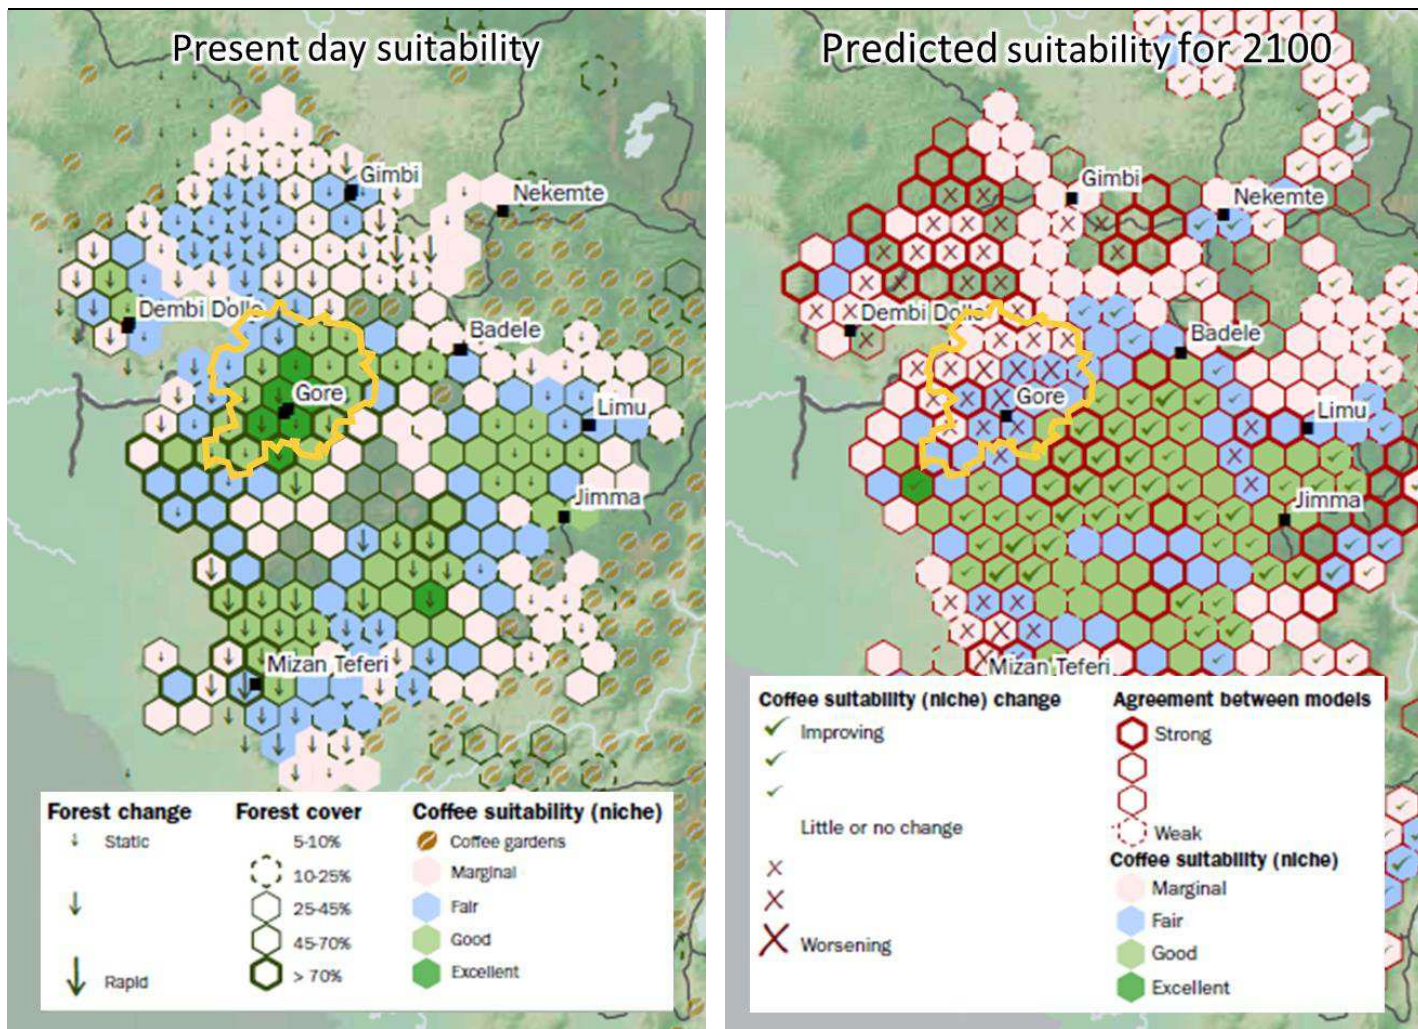 Present day suitability
Gimbi
Nekemte
Dembi Dollo
Badele
Gore
Limu
Jimma
Mizan Teferi
Forest change
Static
Rapid
Forest cover
5-10%
10-25%
25-45%
45-70%
> 70%
Coffee suitability (niche)
Coffee gardens
Marginal
Fair
Good
Excellent
Predicted suitability for 2100
Gimbi
Nekemte
Dembi Dollo
Badele
Gore
Limu
Jimma
Mizan Teferi
Coffee suitability (niche) change
Improving
Little or no change
Worsening
Agreement between models
Strong
Weak
Coffee suitability (niche)
Marginal
Fair
Good
Excellent